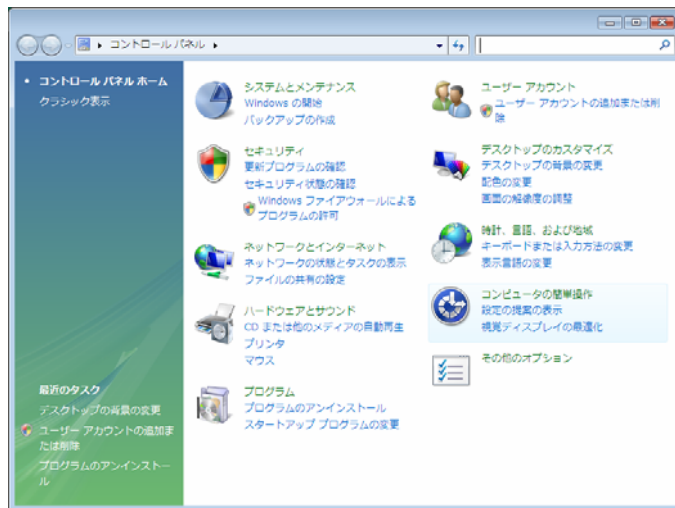 コントロール パネル
コントロール パネル ホーム
クラシック表示
システムとメンテナンス
Windows の開始
バックアップの作成
セキュリティ
更新プログラムの確認
セキュリティ状態の確認
Windows ファイアウォールによる
プログラムの許可
ネットワークとインターネット
ネットワークの状態とタスクの表示
ファイルの共有の設定
ハードウェアとサウンド
CD または他のメディアの自動再生
プリンタ
マウス
プログラム
プログラムのアンインストール
スタートアップ プログラムの変更
ユーザー アカウント
ユーザー アカウントの追加または削
除
デスクトップのカスタマイズ
デスクトップの背景の変更
配色の変更
画面の解像度の調整
時計、言語、および地域
キーボードまたは入力方法の変更
表示言語の変更
コンピュータの簡単操作
設定の提案の表示
視覚ディスプレイの最適化
その他のオプション
最近のタスク
デスクトップの背景の変更
ユーザー アカウントの追加ま
たは削除
プログラムのアンインストー
ル